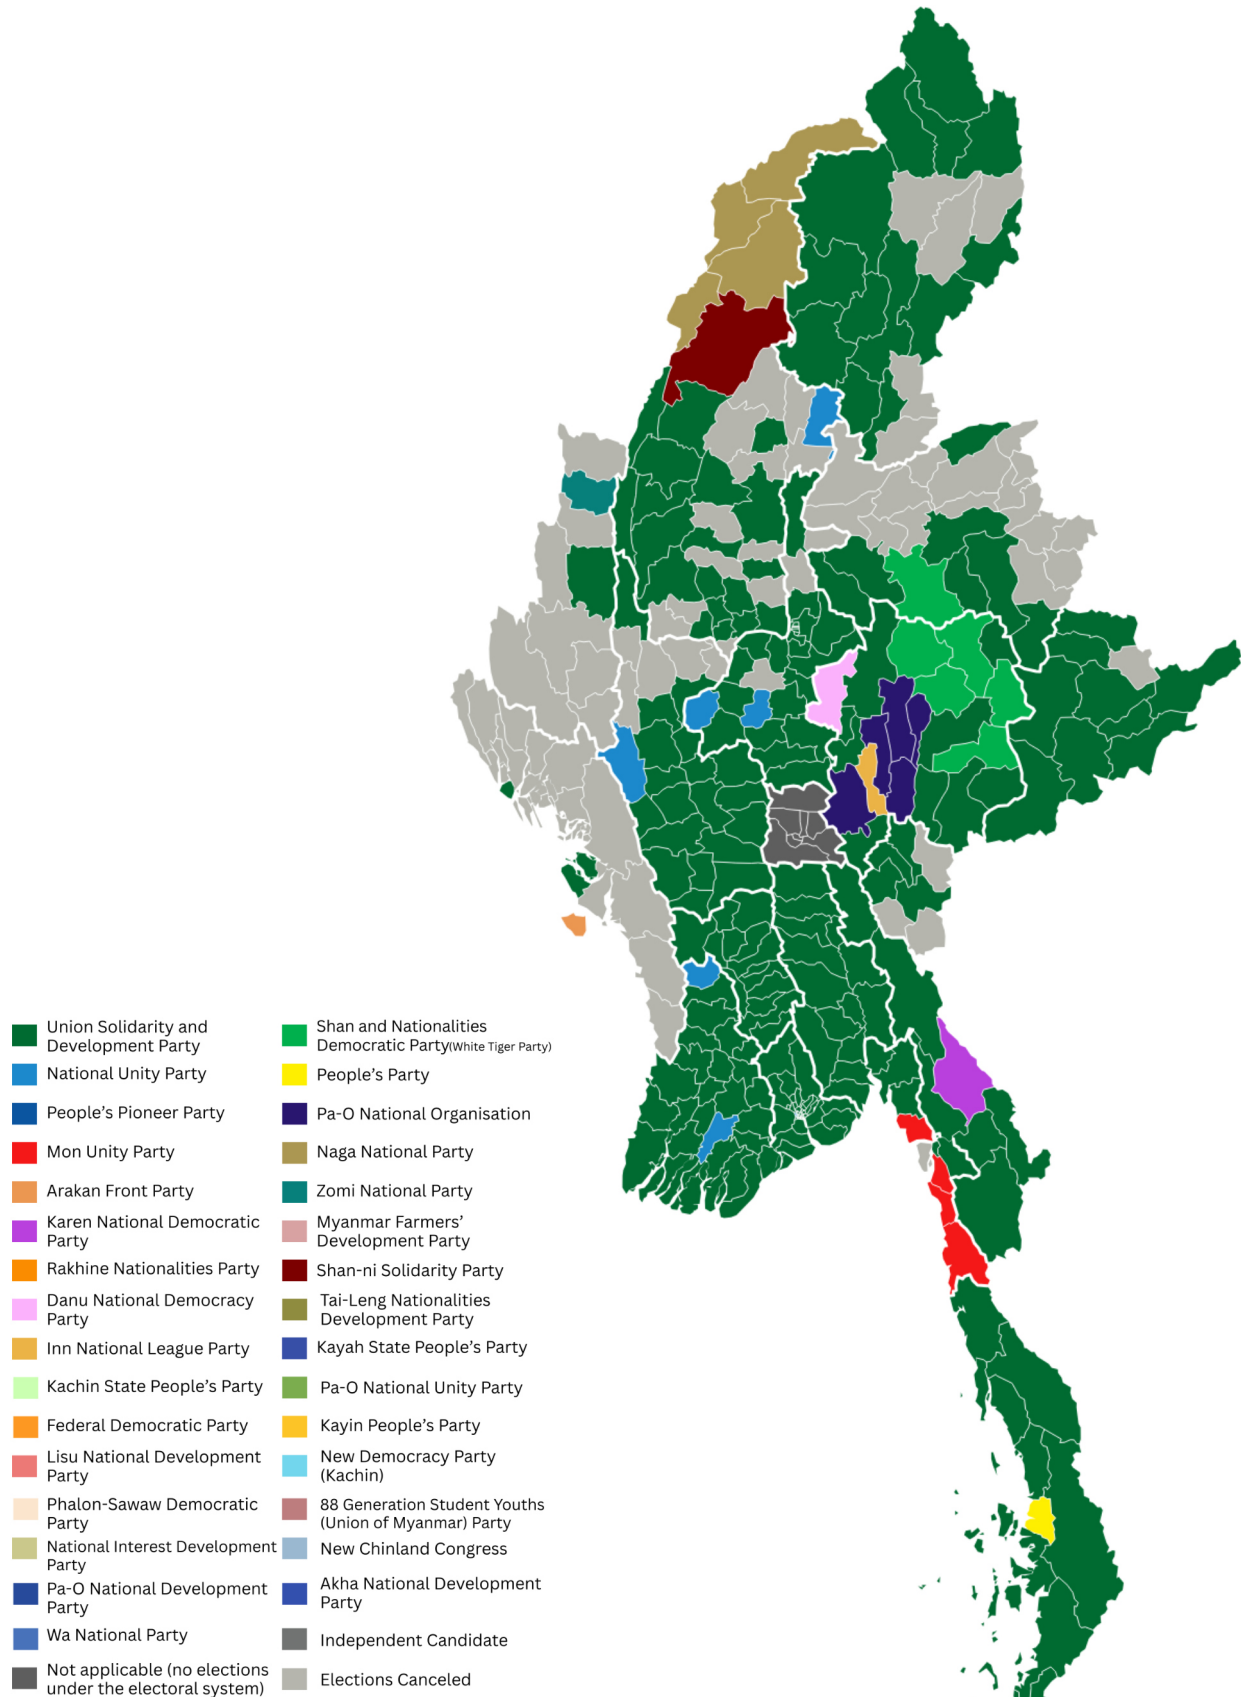 Union Solidarity and
Development Party
National Unity Party
People's Pioneer Party
Mon Unity Party
Arakan Front Party
Karen National Democratic
Party
Rakhine Nationalities Party
Danu National Democracy
Party
Inn National League Party
Kachin State People's Party
Federal Democratic Party
Lisu National Development
Party
Phalon-Sawaw Democratic
Party
National Interest Development
Party
Pa-O National Development
Party
Wa National Party
Not applicable (no elections
under the electoral system)
Shan and Nationalities
Democratic Party(White Tiger Party)
People's Party
Pa-O National Organisation
Naga National Party
Zomi National Party
Myanmar Farmers'
Development Party
Shan-ni Solidarity Party
Tai-Leng Nationalities
Development Party
Kayah State People's Party
Pa-O National Unity Party
Kayin People's Party
New Democracy Party
(Kachin)
88 Generation Student Youths
(Union of Myanmar) Party
New Chinland Congress
Akha National Development
Party
Independent Candidate
Elections Canceled